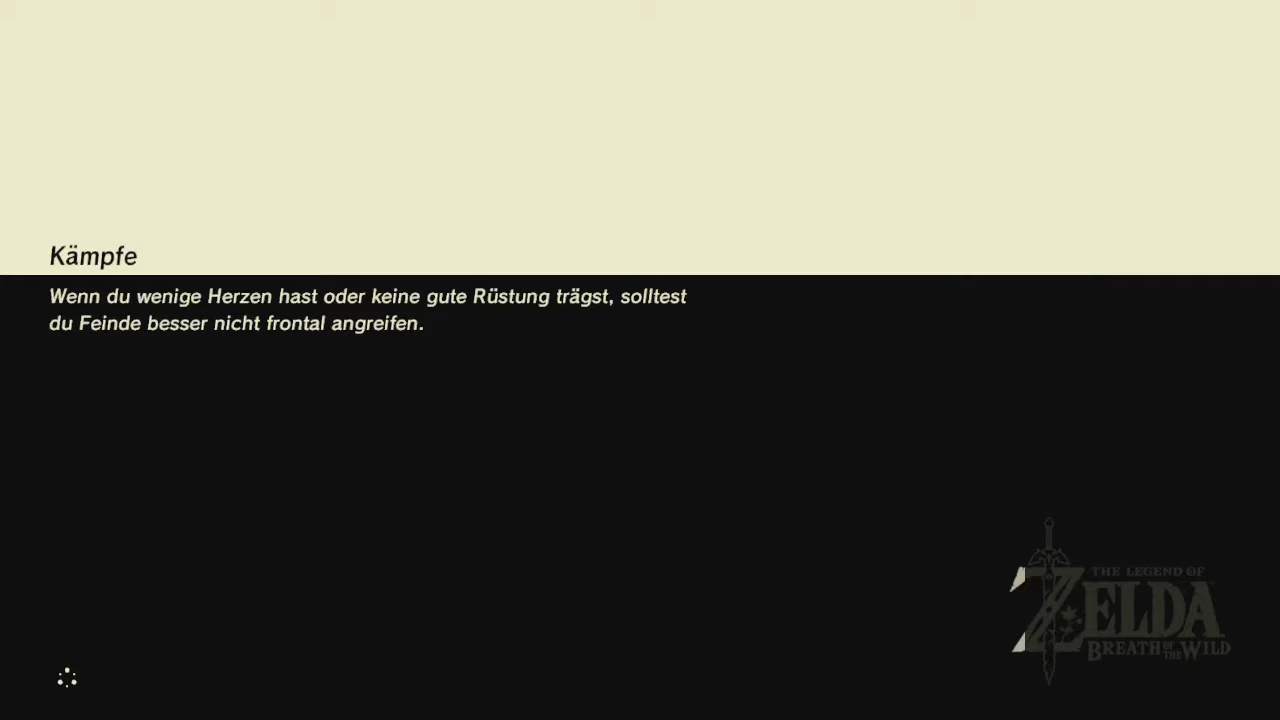 Kämpfe
Wenn du wenige Herzen hast oder keine gute Rüstung trägst, solltest
du Feinde besser nicht frontal angreifen.
THE LEGEND OF
ZELDA
BREATH OF THE WILD